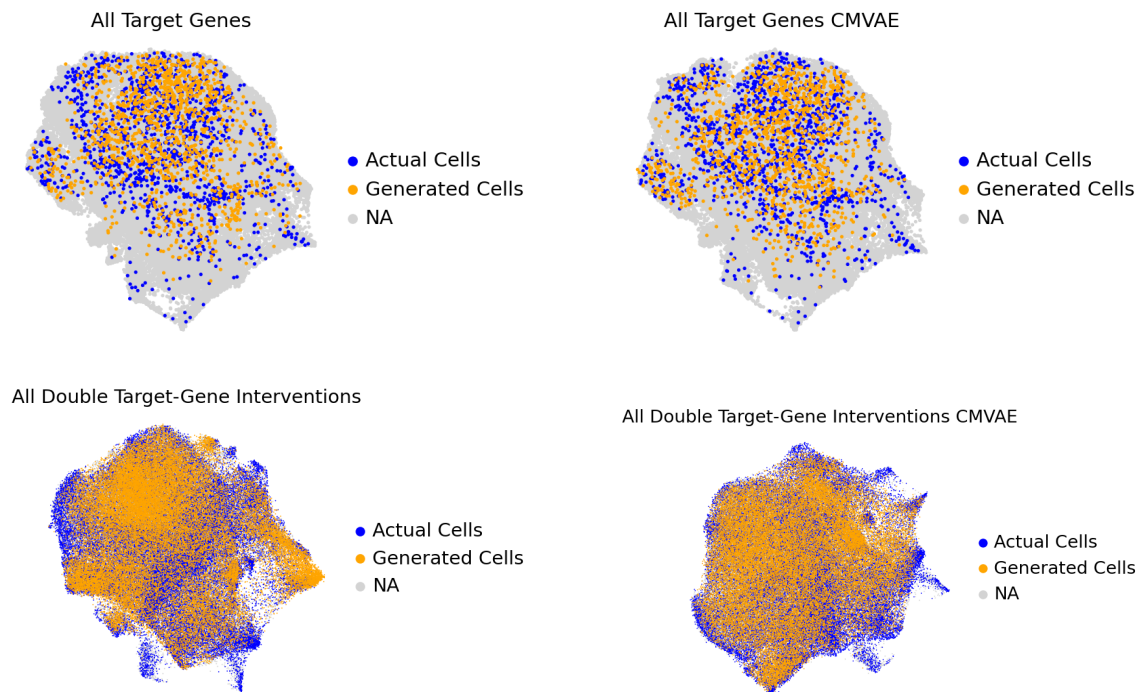 All Target Genes
Actual Cells
Generated Cells
NA
All Target Genes CMVAE
Actual Cells
Generated Cells
NA
All Double Target-Gene Interventions
Actual Cells
Generated Cells
NA
All Double Target-Gene Interventions CMVAE
Actual Cells
Generated Cells
NA